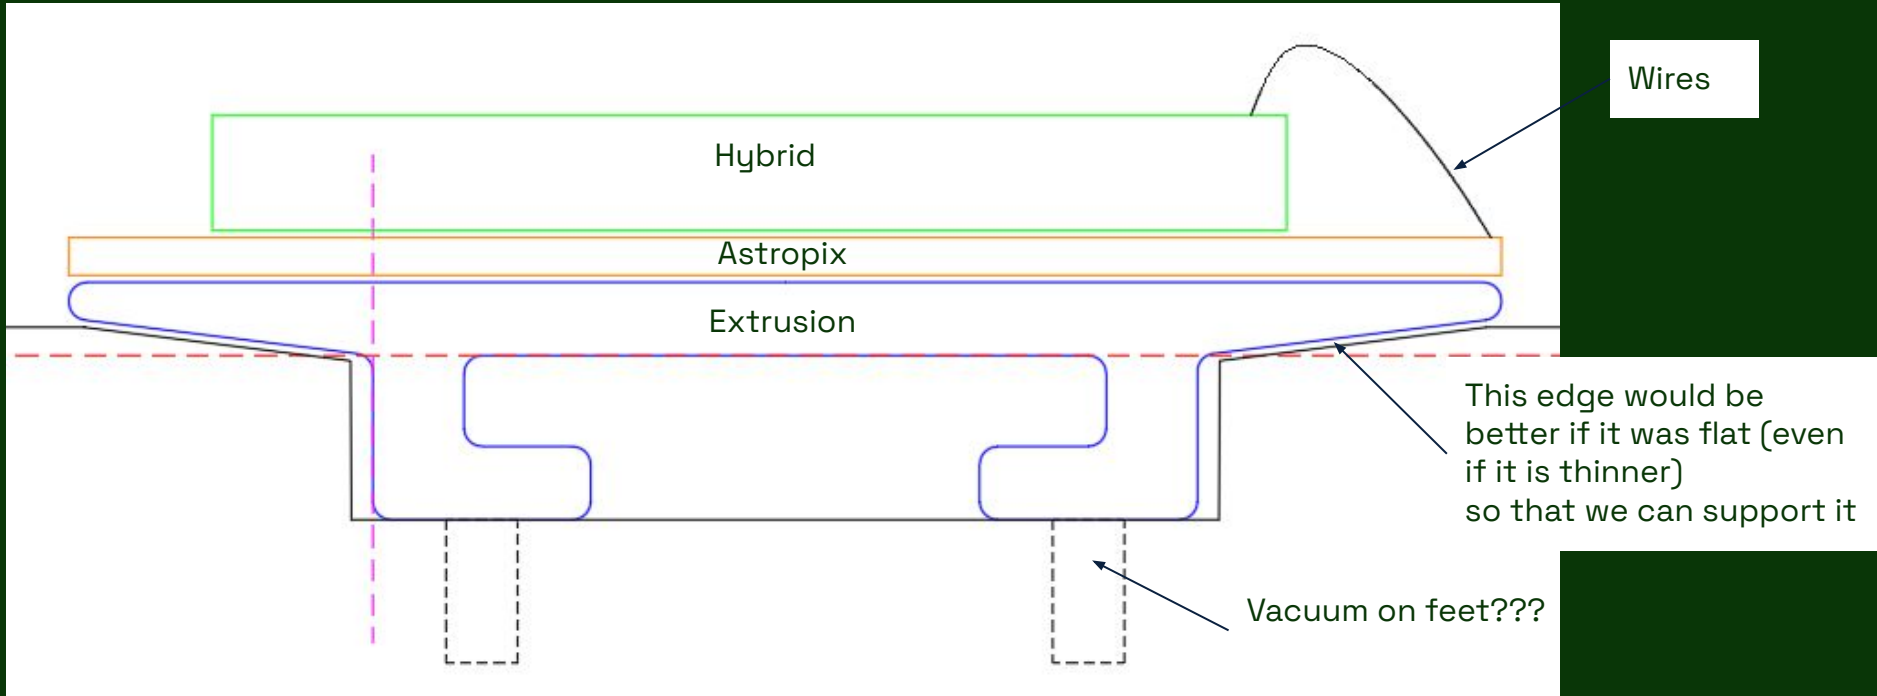 Wires
Hybrid
Astropix
Extrusion
This edge would be
better if it was flat (even
if it is thinner)
so that we can support it
Vacuum on feet???